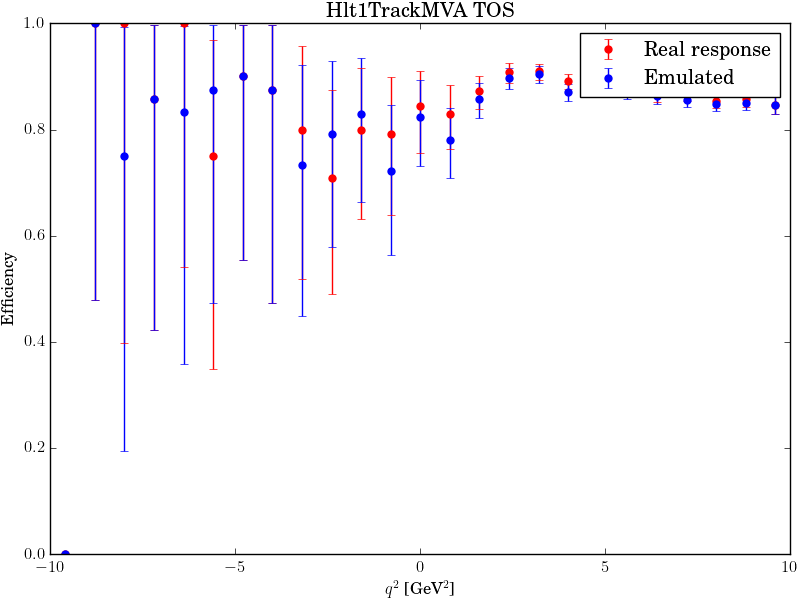 Hlt1TrackMVA TOS
1.0
0.8
0.6
0.4
0.2
0.0
Efficiency
Real response
Emulated
−10
−5
0
5
10
q² [GeV²]